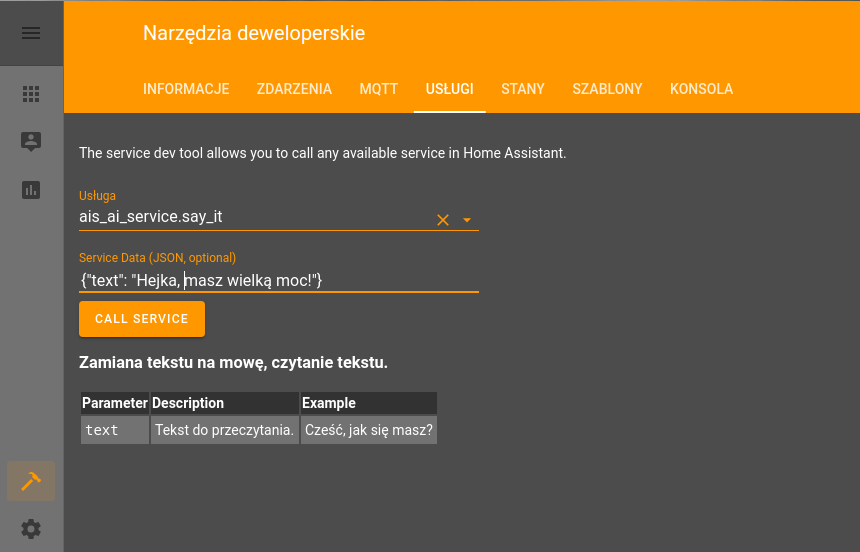 Narzędzia deweloperskie
INFORMACJE ZDARZENIA MQTT USŁUGI STANY SZABLONY KONSOLA
The service dev tool allows you to call any available service in Home Assistant.
Usługa
ais_ai_service.say_it
Service Data (JSON, optional)
{"text": "Hejka, masz wielką moc!"}
CALL SERVICE
Zamiana tekstu na mowę, czytanie tekstu.
Parameter Description Example
text Tekst do przeczytania. Cześć, jak się masz?